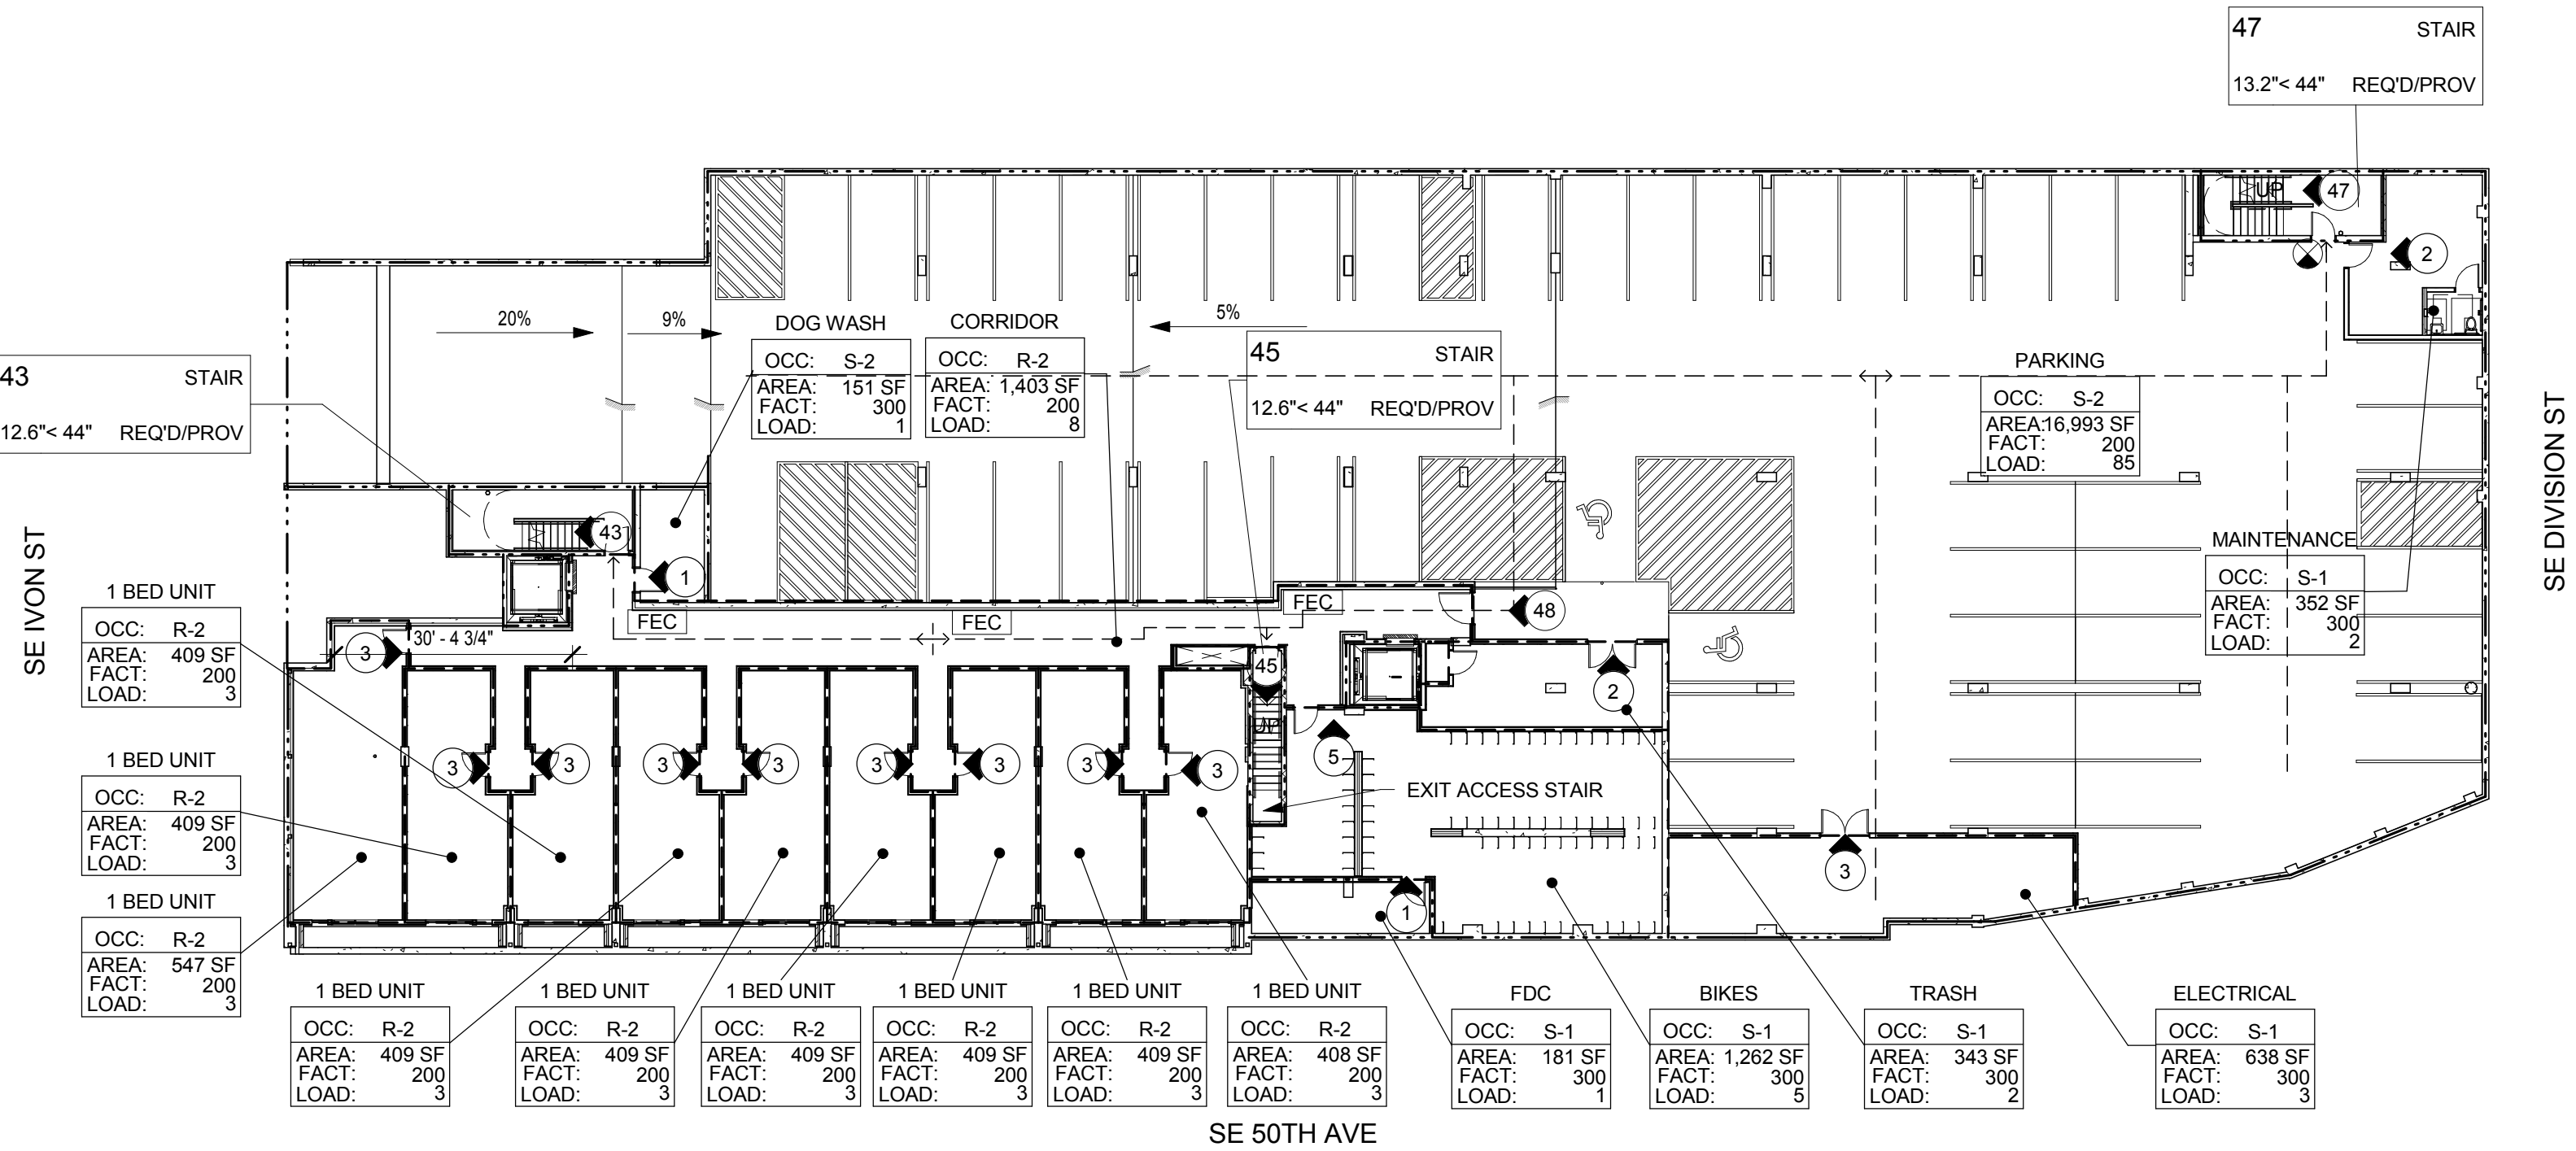 47 STAIR
13.2"< 44" REQ'D/PROV
UP
47
2
20%
9%
5%
DOG WASH
OCC: S-2
AREA: 151 SF
FACT: 300
LOAD: 1
CORRIDOR
OCC: R-2
AREA: 1,403 SF
FACT: 200
LOAD: 8
45 STAIR
12.6"< 44" REQ'D/PROV
PARKING
OCC: S-2
AREA:16,993 SF
FACT: 200
LOAD: 85
43 STAIR
12.6"< 44" REQ'D/PROV
SE IVON ST
SE DIVISION ST
43
1
FEC
FEC
FEC
48
MAINTENANCE
OCC: S-1
AREA: 352 SF
FACT: 300
LOAD: 2
1 BED UNIT
OCC: R-2
AREA: 409 SF
FACT: 200
LOAD: 3
3
30' - 4 3/4"
45
UP
2
5
3
3
3
3
3
3
3
3
EXIT ACCESS STAIR
1 BED UNIT
OCC: R-2
AREA: 409 SF
FACT: 200
LOAD: 3
3
1
1 BED UNIT
OCC: R-2
AREA: 547 SF
FACT: 200
LOAD: 3
1 BED UNIT
OCC: R-2
AREA: 409 SF
FACT: 200
LOAD: 3
1 BED UNIT
OCC: R-2
AREA: 409 SF
FACT: 200
LOAD: 3
1 BED UNIT
OCC: R-2
AREA: 409 SF
FACT: 200
LOAD: 3
1 BED UNIT
OCC: R-2
AREA: 409 SF
FACT: 200
LOAD: 3
1 BED UNIT
OCC: R-2
AREA: 409 SF
FACT: 200
LOAD: 3
1 BED UNIT
OCC: R-2
AREA: 408 SF
FACT: 200
LOAD: 3
FDC
OCC: S-1
AREA: 181 SF
FACT: 300
LOAD: 1
BIKES
OCC: S-1
AREA: 1,262 SF
FACT: 300
LOAD: 5
TRASH
OCC: S-1
AREA: 343 SF
FACT: 300
LOAD: 2
ELECTRICAL
OCC: S-1
AREA: 638 SF
FACT: 300
LOAD: 3
SE 50TH AVE